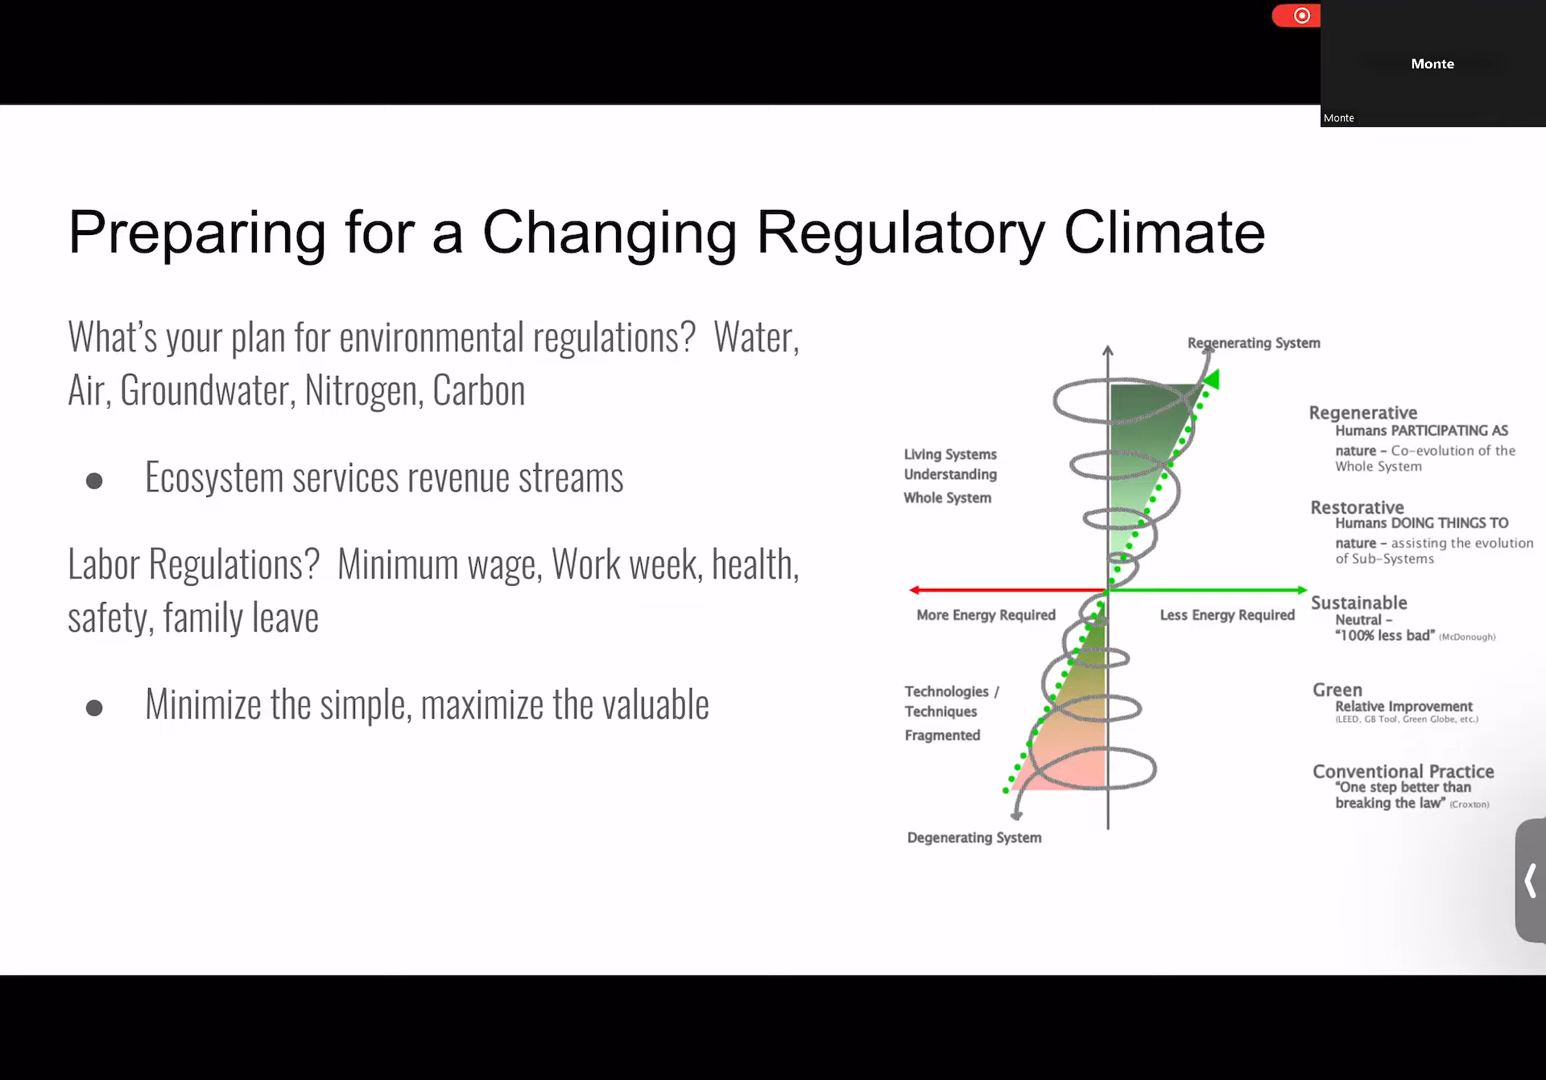 Monte
Monte
Preparing for a Changing Regulatory Climate
What's your plan for environmental regulations?  Water,
Air, Groundwater, Nitrogen, Carbon
● Ecosystem services revenue streams
Labor Regulations?  Minimum wage, Work week, health,
safety, family leave
● Minimize the simple, maximize the valuable
Regenerating System
Living Systems
Understanding
Whole System
More Energy Required
Less Energy Required
Technologies /
Techniques
Fragmented
Degenerating System
Regenerative
Humans PARTICIPATING AS
nature – Co-evolution of the
Whole System
Restorative
Humans DOING THINGS TO
nature – assisting the evolution
of Sub-Systems
Sustainable
Neutral –
"100% less bad" (McDonough)
Green
Relative Improvement
(LEED, GB Tool, Green Globe, etc.)
Conventional Practice
"One step better than
breaking the law" (Croxton)